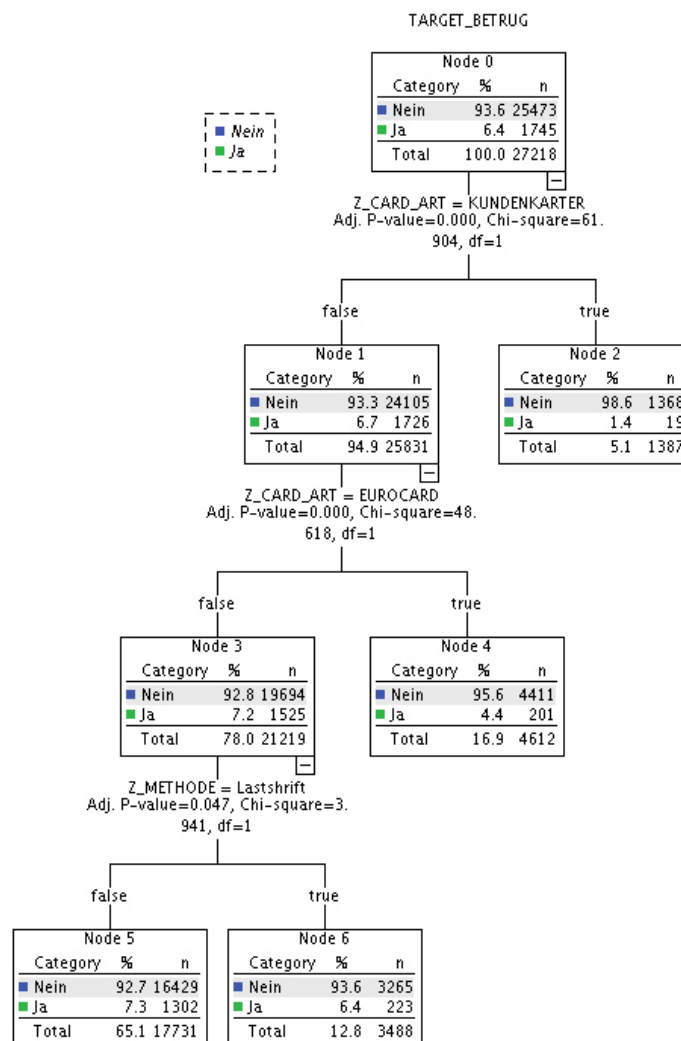 TARGET_BETRUG
Node 0
Category % n
Nein 93.6 25473
Ja 6.4 1745
Total 100.0 27218
Nein
Ja
Z_CARD_ART = KUNDENKARTER
Adj. P-value=0.000, Chi-square=61.
904, df=1
false true
Node 1
Category % n
Nein 93.3 24105
Ja 6.7 1726
Total 94.9 25831
Node 2
Category % n
Nein 98.6 1368
Ja 1.4 19
Total 5.1 1387
Z_CARD_ART = EUROCARD
Adj. P-value=0.000, Chi-square=48.
618, df=1
false true
Node 3
Category % n
Nein 92.8 19694
Ja 7.2 1525
Total 78.0 21219
Node 4
Category % n
Nein 95.6 4411
Ja 4.4 201
Total 16.9 4612
Z_METHODE = Lastshrift
Adj. P-value=0.047, Chi-square=3.
941, df=1
false true
Node 5
Category % n
Nein 92.7 16429
Ja 7.3 1302
Total 65.1 17731
Node 6
Category % n
Nein 93.6 3265
Ja 6.4 223
Total 12.8 3488